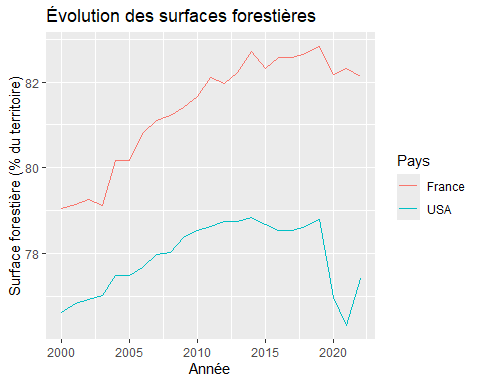 Évolution des surfaces forestières
Surface forestière (% du territoire)
82
80
78
2000
2005
2010
2015
2020
Année
Pays
France
USA